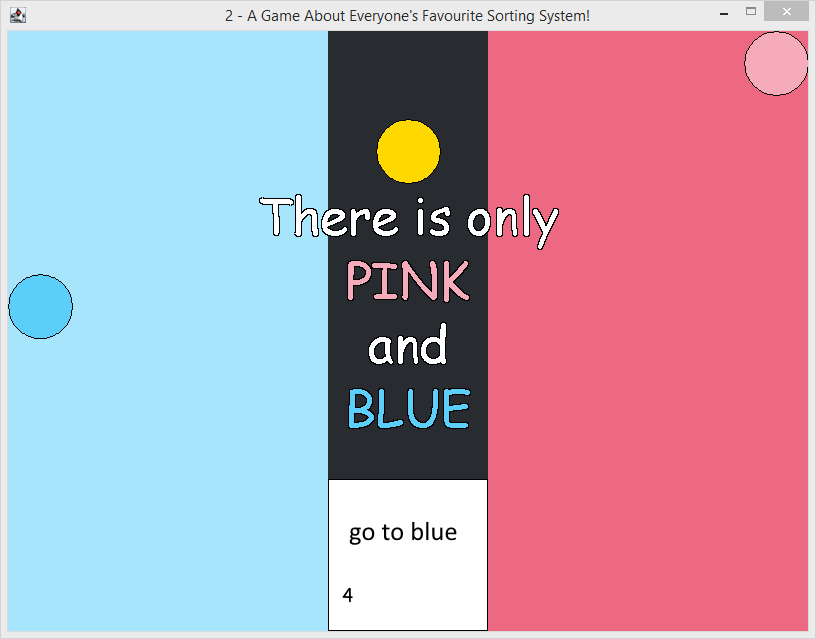 2 - A Game About Everyone's Favourite Sorting System!
There is only
PINK
and
BLUE
go to blue
4